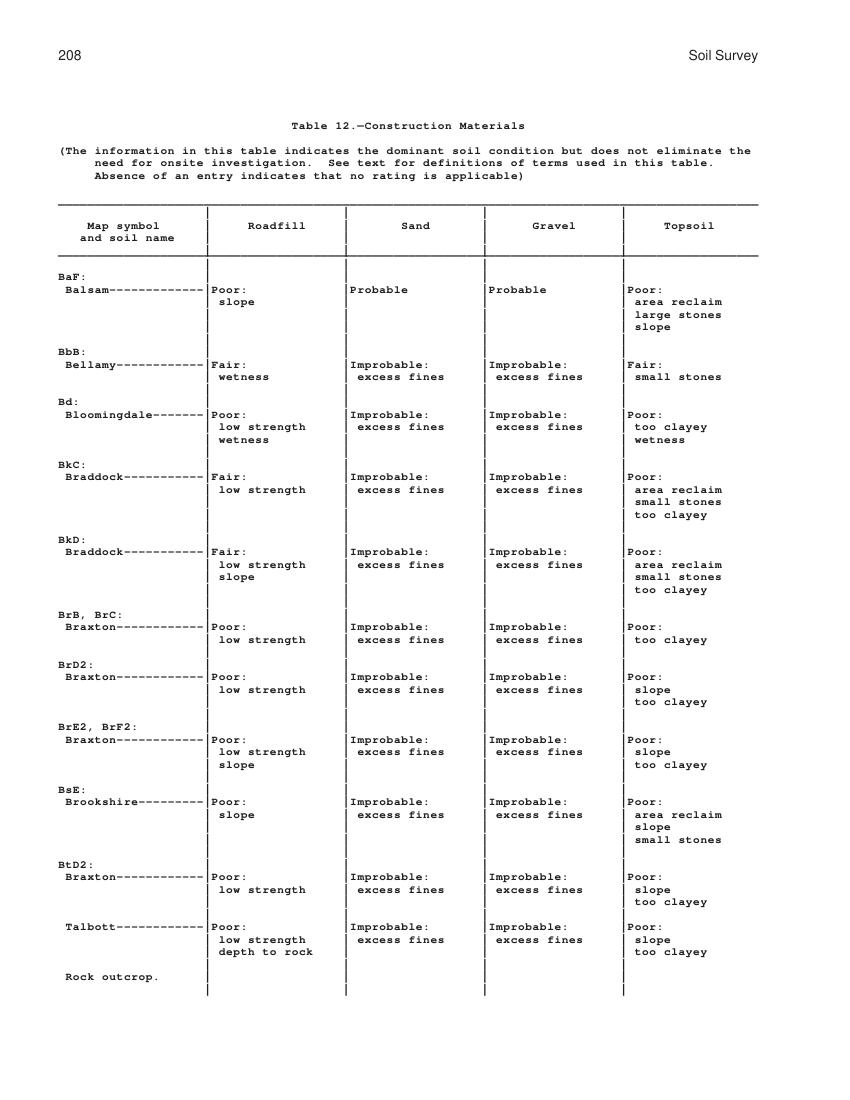 208 Soil Survey
Table 12.—Construction Materials
(The information in this table indicates the dominant soil condition but does not eliminate the
need for onsite investigation.  See text for definitions of terms used in this table.
Absence of an entry indicates that no rating is applicable)
Map symbol | Roadfill | Sand | Gravel | Topsoil
and soil name
BaF:
Balsam-------------|Poor: |Probable |Probable |Poor:
slope | | | area reclaim
large stones
slope
BbB:
Bellamy------------|Fair: |Improbable: |Improbable: |Fair:
wetness | excess fines | excess fines | small stones
Bd:
Bloomingdale-------|Poor: |Improbable: |Improbable: |Poor:
low strength | excess fines | excess fines | too clayey
wetness | | | wetness
BkC:
Braddock-----------|Fair: |Improbable: |Improbable: |Poor:
low strength | excess fines | excess fines | area reclaim
small stones
too clayey
BkD:
Braddock-----------|Fair: |Improbable: |Improbable: |Poor:
low strength | excess fines | excess fines | area reclaim
slope | | | small stones
too clayey
BrB, BrC:
Braxton------------|Poor: |Improbable: |Improbable: |Poor:
low strength | excess fines | excess fines | too clayey
BrD2:
Braxton------------|Poor: |Improbable: |Improbable: |Poor:
low strength | excess fines | excess fines | slope
too clayey
BrE2, BrF2:
Braxton------------|Poor: |Improbable: |Improbable: |Poor:
low strength | excess fines | excess fines | slope
slope | | | too clayey
BsE:
Brookshire---------|Poor: |Improbable: |Improbable: |Poor:
slope | excess fines | excess fines | area reclaim
slope
small stones
BtD2:
Braxton------------|Poor: |Improbable: |Improbable: |Poor:
low strength | excess fines | excess fines | slope
too clayey
Talbott------------|Poor: |Improbable: |Improbable: |Poor:
low strength | excess fines | excess fines | slope
depth to rock | | | too clayey
Rock outcrop.